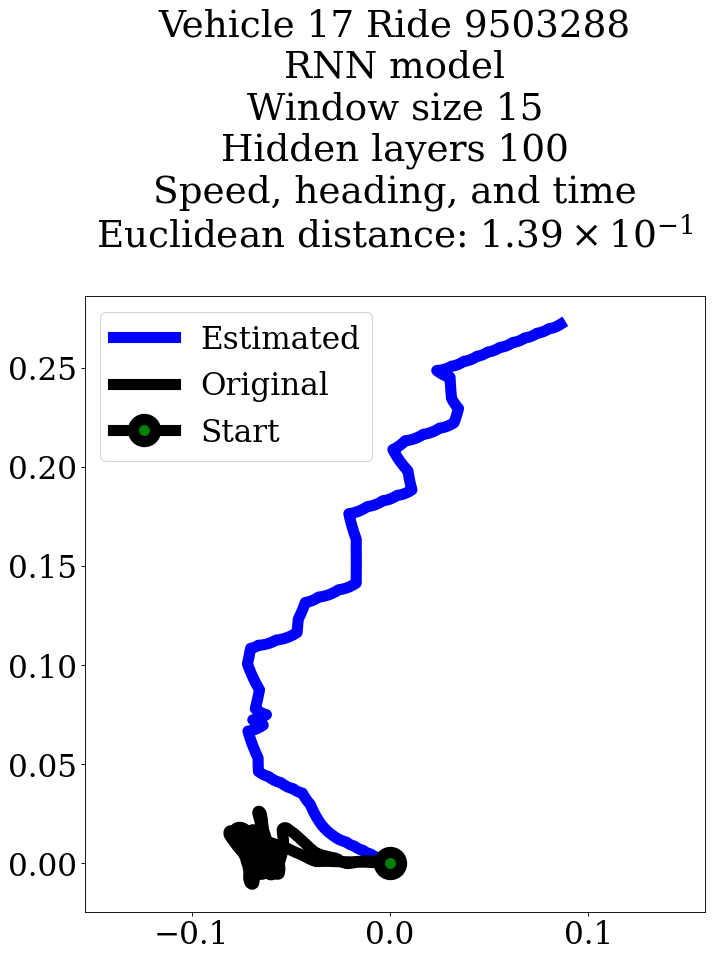 Vehicle 17 Ride 9503288
RNN model
Window size 15
Hidden layers 100
Speed, heading, and time
Euclidean distance: 1.39 × 10⁻¹
Estimated
Original
Start
0.25
0.20
0.15
0.10
0.05
0.00
−0.1
0.0
0.1